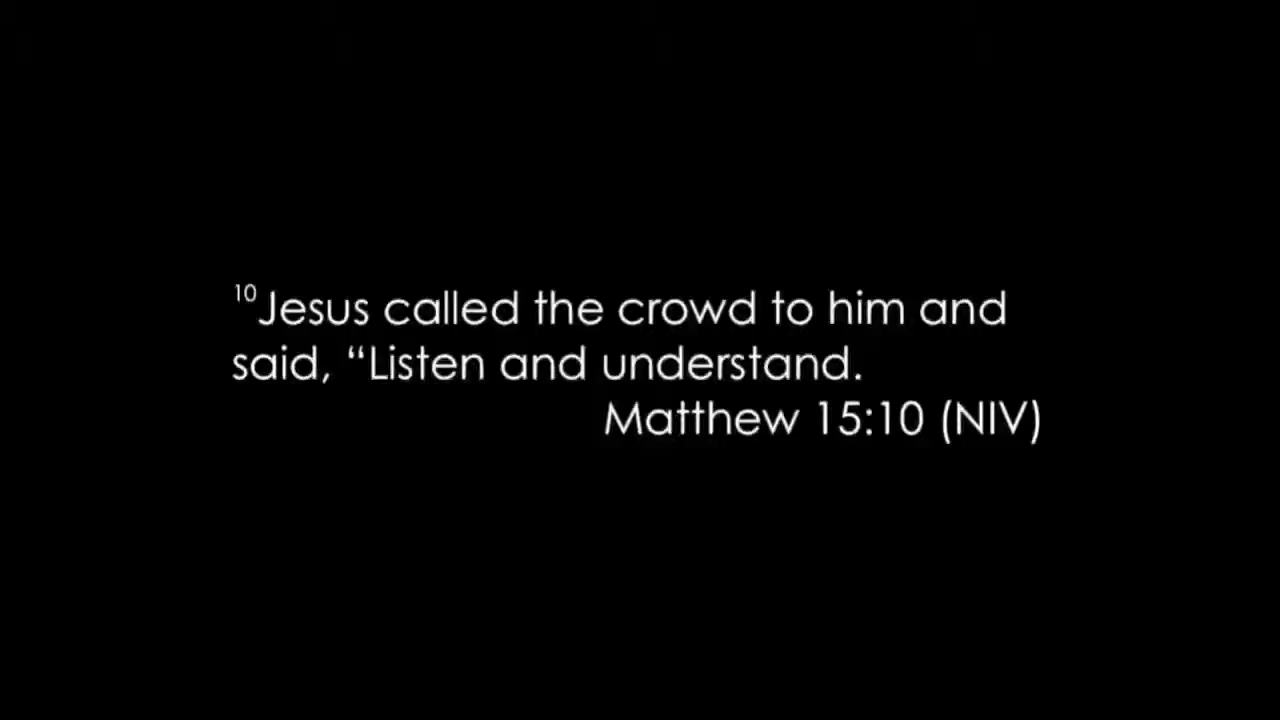 ¹⁰Jesus called the crowd to him and
said, “Listen and understand.
Matthew 15:10 (NIV)